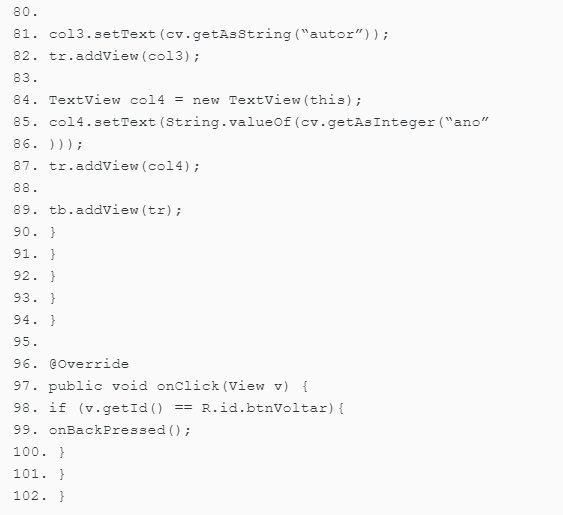 80.
81. col3.setText(cv.getAsString(“autor”));
82. tr.addView(col3);
83.
84. TextView col4 = new TextView(this);
85. col4.setText(String.valueOf(cv.getAsInteger(“ano”
86. )));
87. tr.addView(col4);
88.
89. tb.addView(tr);
90. }
91. }
92. }
93. }
94. }
95.
96. @Override
97. public void onClick(View v) {
98. if (v.getId() == R.id.btnVoltar){
99. onBackPressed();
100. }
101. }
102. }